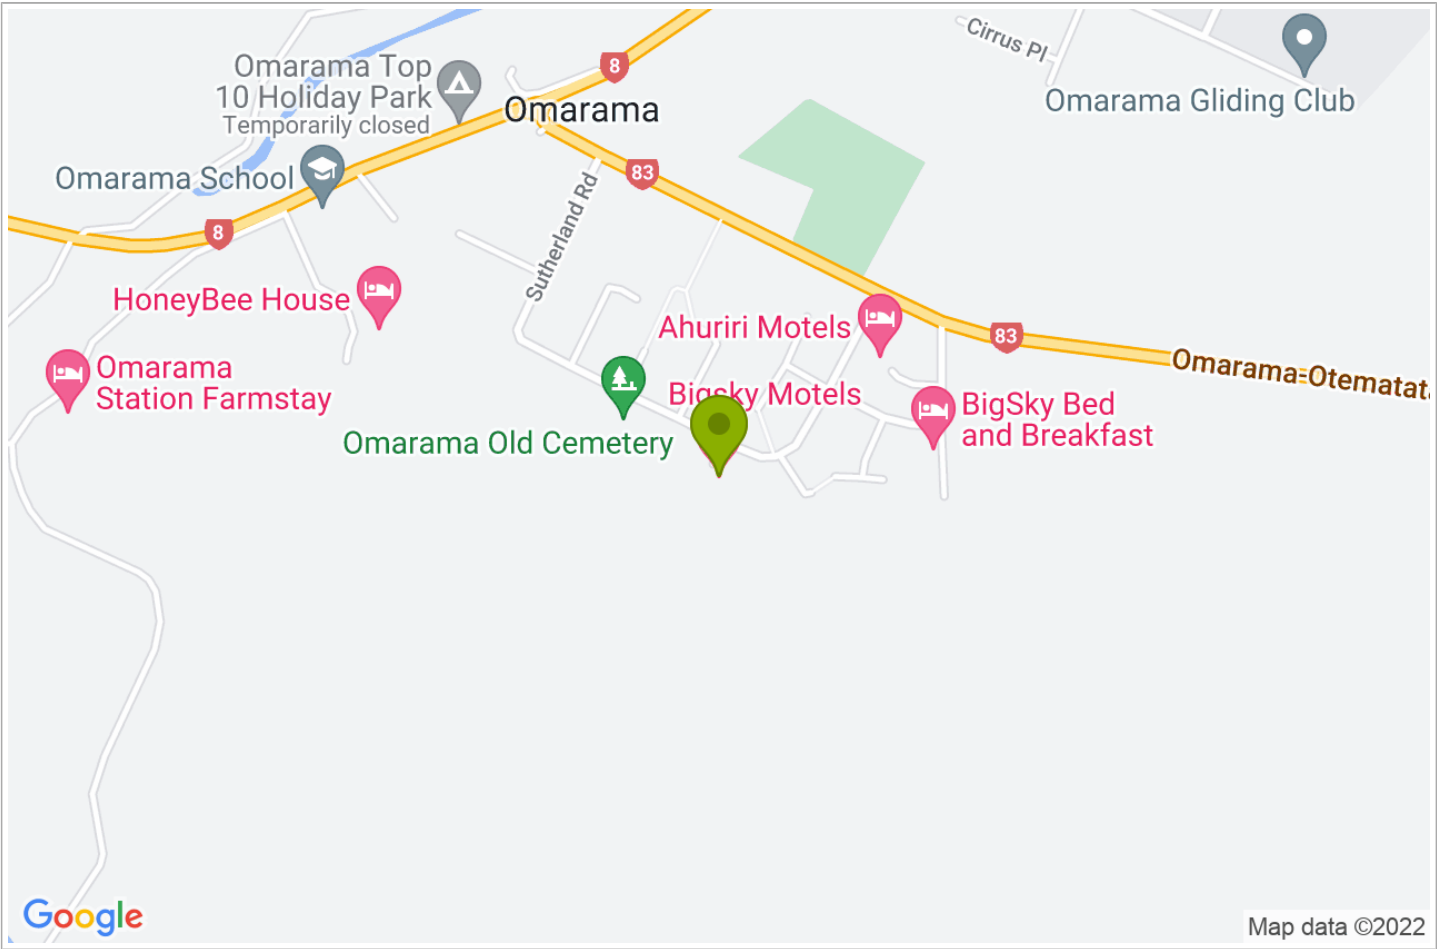 Cirrus Pl
Omarama Gliding Club
8
Omarama Top
10 Holiday Park
Temporarily closed
Omarama
Omarama School
83
8
Sutherland Rd
HoneyBee House
Ahuriri Motels
83
Omarama-Otematata
Omarama
Station Farmstay
Bigsky Motels
BigSky Bed
and Breakfast
Omarama Old Cemetery
Google
Map data ©2022